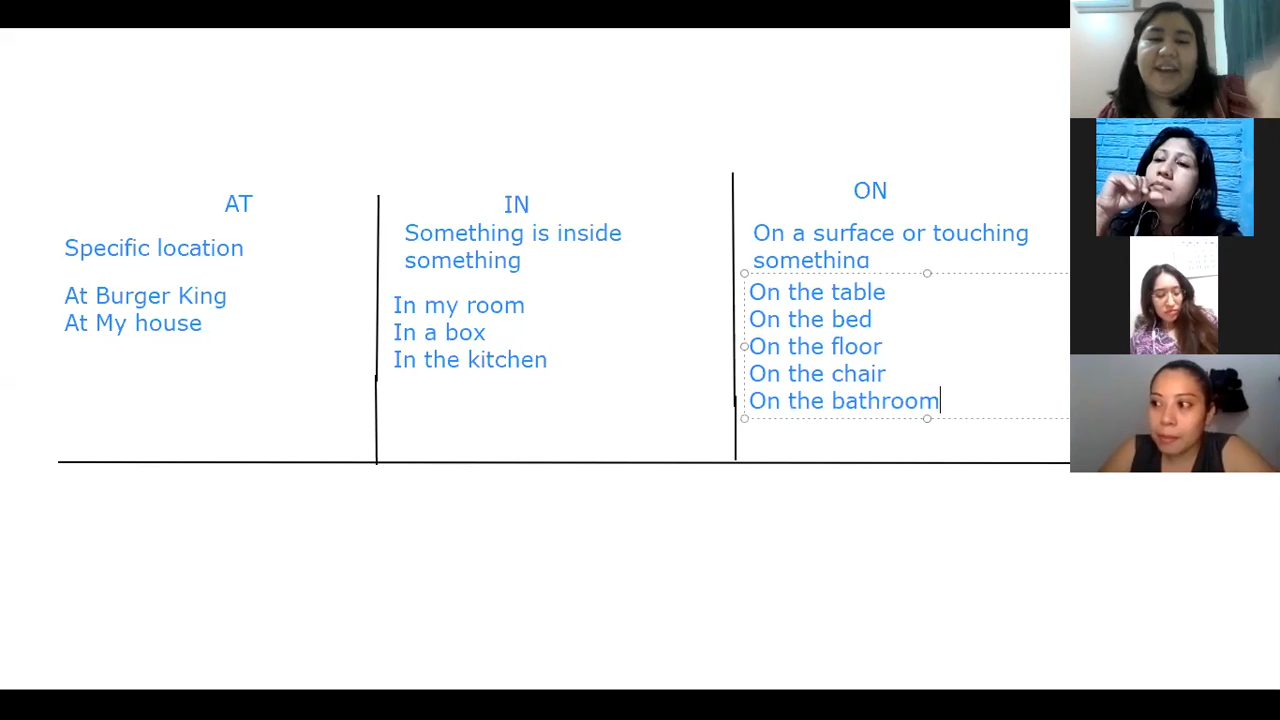 AT
Specific location
At Burger King
At My house
IN
Something is inside
something
In my room
In a box
In the kitchen
ON
On a surface or touching
something
On the table
On the bed
On the floor
On the chair
On the bathroom